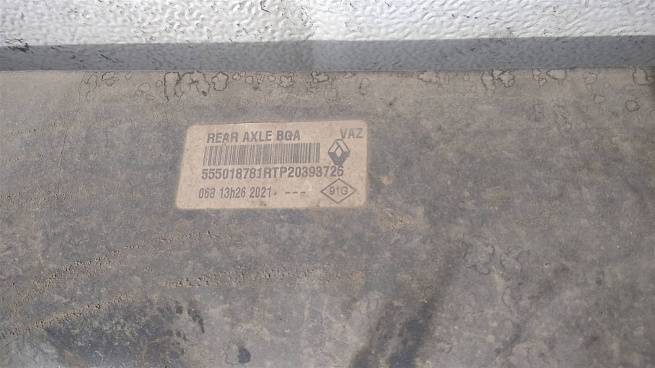 REAR AXLE BGA VAZ
555018781RTP20393726
068 13h26 2021 ---
91G